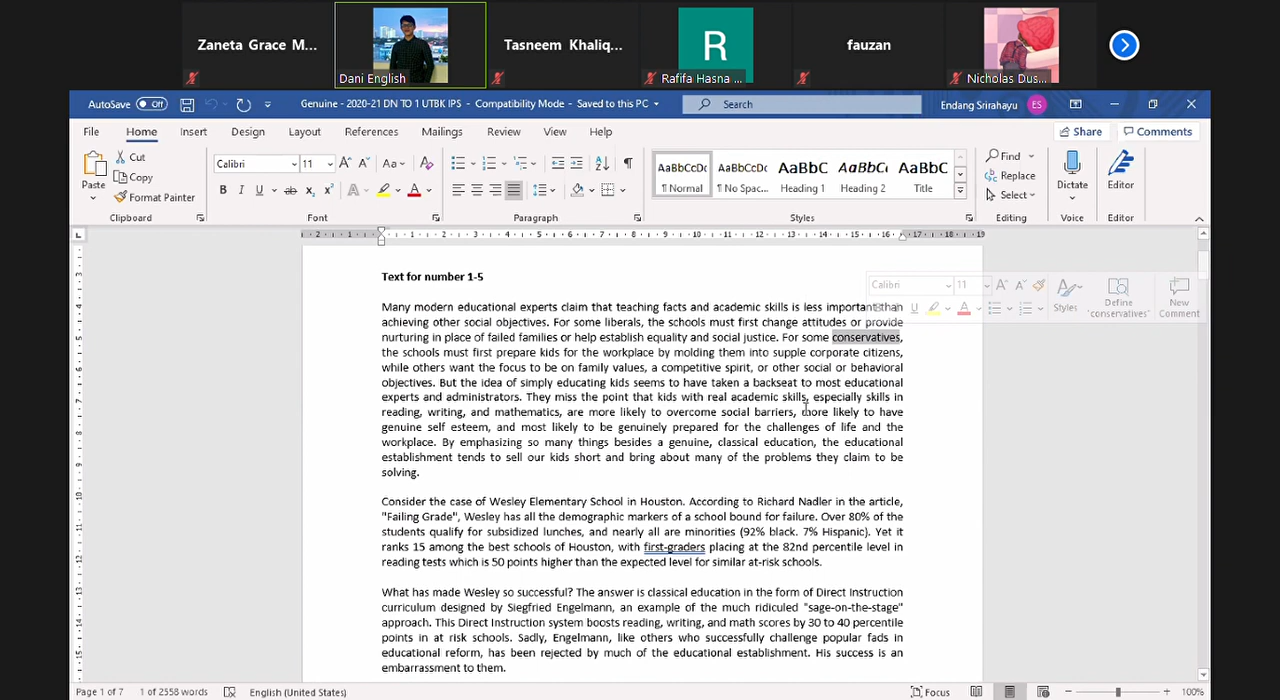 Zaneta Grace M...
Dani English
Tasneem Khaliq...
R
Rafifa Hasna ...
fauzan
Nicholas Dus...
AutoSave Off
Genuine - 2020-21 DN TO 1 UTBK IPS - Compatibility Mode - Saved to this PC
Search
Endang Srirahayu ES
File Home Insert Design Layout References Mailings Review View Help
Share Comments
Paste
Cut
Copy
Format Painter
Clipboard
Calibri 11
Font
Paragraph
AaBbCcDc AaBbCcDc AaBbC AaBbCc AaBbC
¶ Normal ¶ No Spac... Heading 1 Heading 2 Title
Styles
Find
Replace
Select
Editing
Dictate
Voice
Editor
Editor
Calibri 11
Styles
Define "conservatives"
New Comment
Text for number 1-5
Many modern educational experts claim that teaching facts and academic skills is less important than
achieving other social objectives. For some liberals, the schools must first change attitudes or provide
nurturing in place of failed families or help establish equality and social justice. For some conservatives,
the schools must first prepare kids for the workplace by molding them into supple corporate citizens,
while others want the focus to be on family values, a competitive spirit, or other social or behavioral
objectives. But the idea of simply educating kids seems to have taken a backseat to most educational
experts and administrators. They miss the point that kids with real academic skills, especially skills in
reading, writing, and mathematics, are more likely to overcome social barriers, more likely to have
genuine self esteem, and most likely to be genuinely prepared for the challenges of life and the
workplace. By emphasizing so many things besides a genuine, classical education, the educational
establishment tends to sell our kids short and bring about many of the problems they claim to be
solving.
Consider the case of Wesley Elementary School in Houston. According to Richard Nadler in the article,
"Failing Grade", Wesley has all the demographic markers of a school bound for failure. Over 80% of the
students qualify for subsidized lunches, and nearly all are minorities (92% black. 7% Hispanic). Yet it
ranks 15 among the best schools of Houston, with first-graders placing at the 82nd percentile level in
reading tests which is 50 points higher than the expected level for similar at-risk schools.
What has made Wesley so successful? The answer is classical education in the form of Direct Instruction
curriculum designed by Siegfried Engelmann, an example of the much ridiculed "sage-on-the-stage"
approach. This Direct Instruction system boosts reading, writing, and math scores by 30 to 40 percentile
points in at risk schools. Sadly, Engelmann, like others who successfully challenge popular fads in
educational reform, has been rejected by much of the educational establishment. His success is an
embarrassment to them.
Page 1 of 7 1 of 2558 words English (United States) Focus 100%